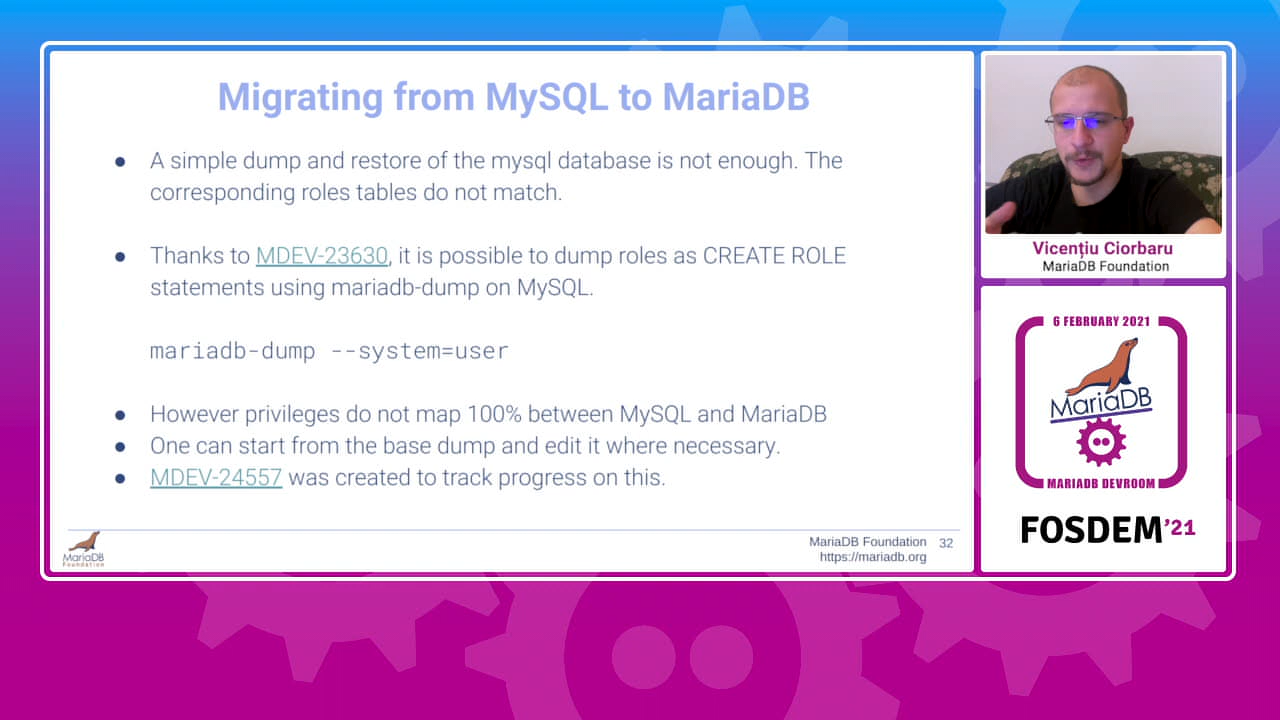 Migrating from MySQL to MariaDB
● A simple dump and restore of the mysql database is not enough. The
corresponding roles tables do not match.
● Thanks to MDEV-23630, it is possible to dump roles as CREATE ROLE
statements using mariadb-dump on MySQL.
mariadb-dump --system=user
● However privileges do not map 100% between MySQL and MariaDB
● One can start from the base dump and edit it where necessary.
● MDEV-24557 was created to track progress on this.
MariaDB
Foundation
MariaDB Foundation 32
https://mariadb.org
Vicențiu Ciorbaru
MariaDB Foundation
6 FEBRUARY 2021
MariaDB
MARIADB DEVROOM
FOSDEM'21